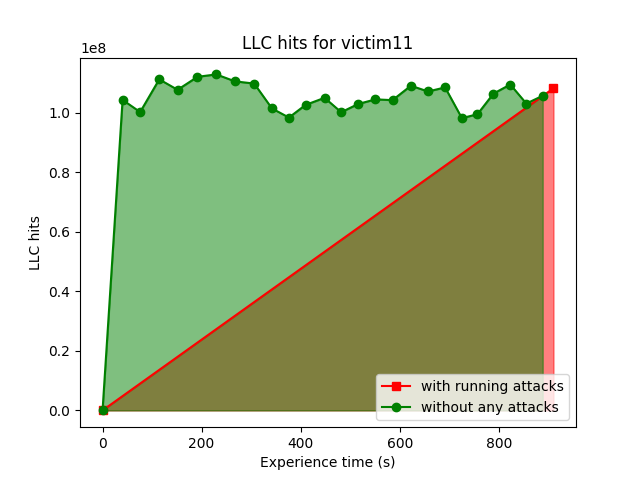 LLC hits for victim11
1e8
1.0
0.8
0.6
0.4
0.2
0.0
LLC hits
0
200
400
600
800
Experience time (s)
with running attacks
without any attacks